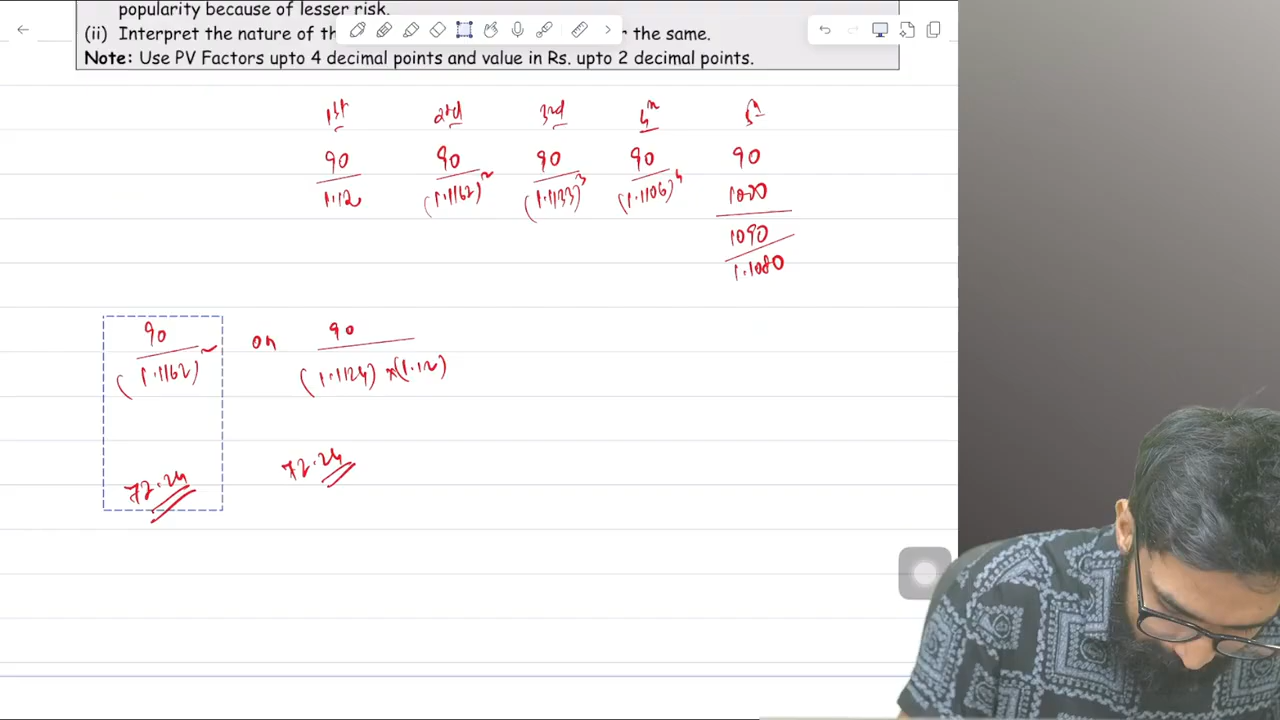 popularity because of lesser risk.
(ii) Interpret the nature of th r the same.
Note: Use PV Factors upto 4 decimal points and value in Rs. upto 2 decimal points.
1st 2nd 3rd
90 90 90 90 90
1.12 (1.1162)² (1.1133)³ (1.1106)⁴ 1000
1090
1.1080
90 or 90
(1.1162)² (1.1124) × (1.12)
72.24 72.24